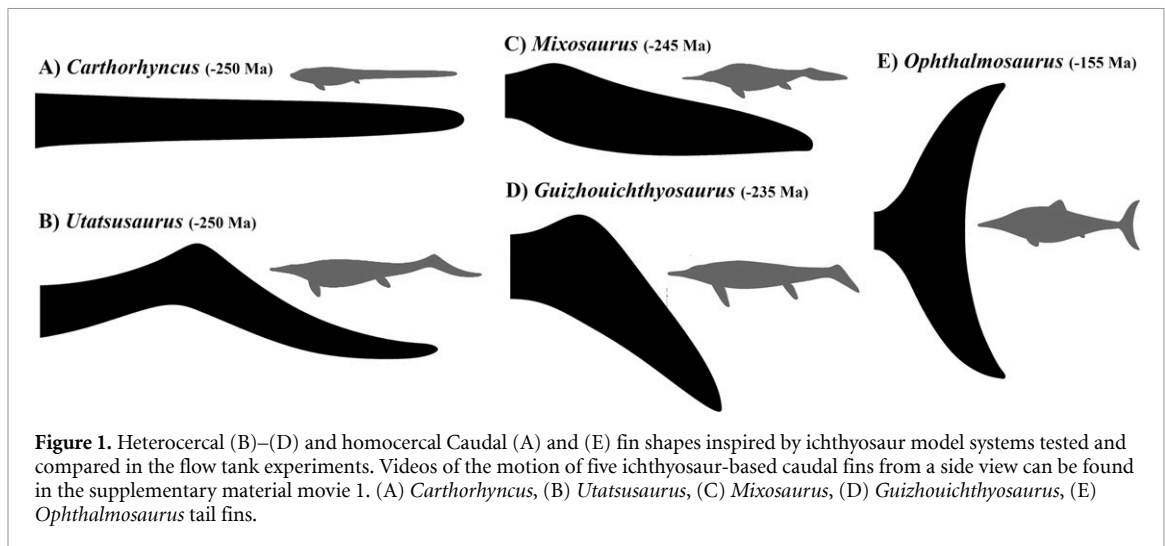 A) Carthorhyncus (-250 Ma)
B) Utatsusaurus (-250 Ma)
C) Mixosaurus (-245 Ma)
D) Guizhouichthyosaurus (-235 Ma)
E) Ophthalmosaurus (-155 Ma)
Figure 1. Heterocercal (B)–(D) and homocercal Caudal (A) and (E) fin shapes inspired by ichthyosaur model systems tested and
compared in the flow tank experiments. Videos of the motion of five ichthyosaur-based caudal fins from a side view can be found
in the supplementary material movie 1. (A) Carthorhyncus, (B) Utatsusaurus, (C) Mixosaurus, (D) Guizhouichthyosaurus, (E)
Ophthalmosaurus tail fins.